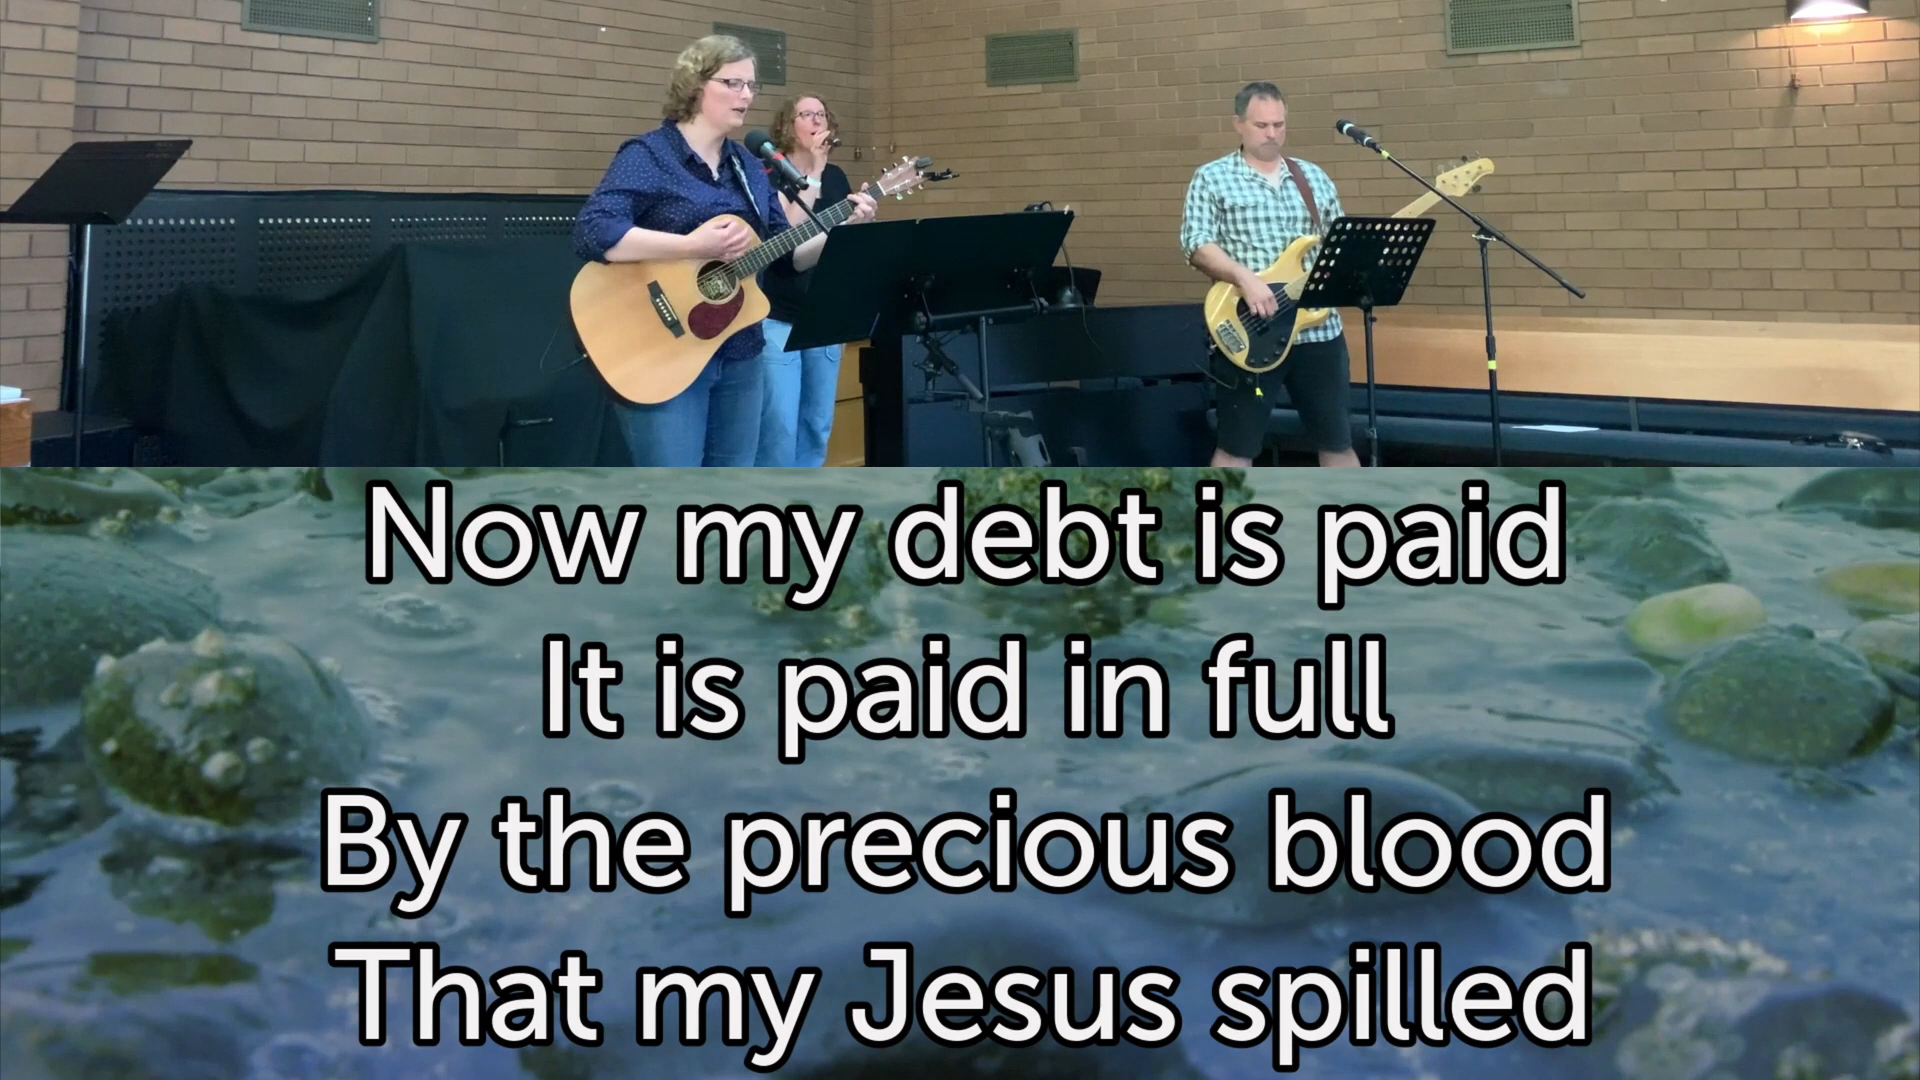 Now my debt is paid
It is paid in full
By the precious blood
That my Jesus spilled